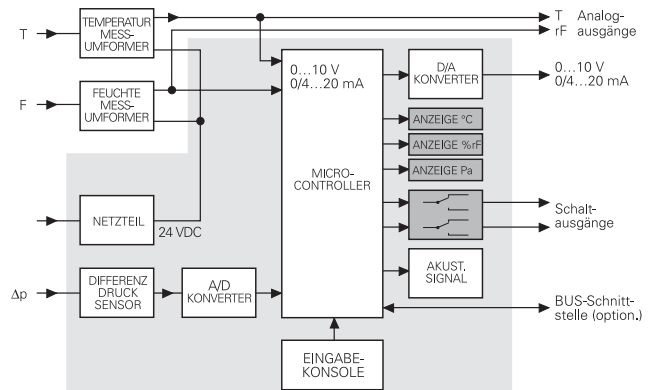 T
TEMPERATUR
MESS-
UMFORMER
T Analog-
rF ausgänge
F
FEUCHTE
MESS-
UMFORMER
0...10 V
0/4...20 mA
D/A
KONVERTER
0...10 V
0/4...20 mA
ANZEIGE °C
ANZEIGE %rF
ANZEIGE Pa
MICRO-
CONTROLLER
NETZTEIL
24 VDC
Schalt-
ausgänge
Δp
DIFFERENZ
DRUCK
SENSOR
A/D
KONVERTER
AKUST.
SIGNAL
BUS-Schnitt-
stelle (option.)
EINGABE-
KONSOLE